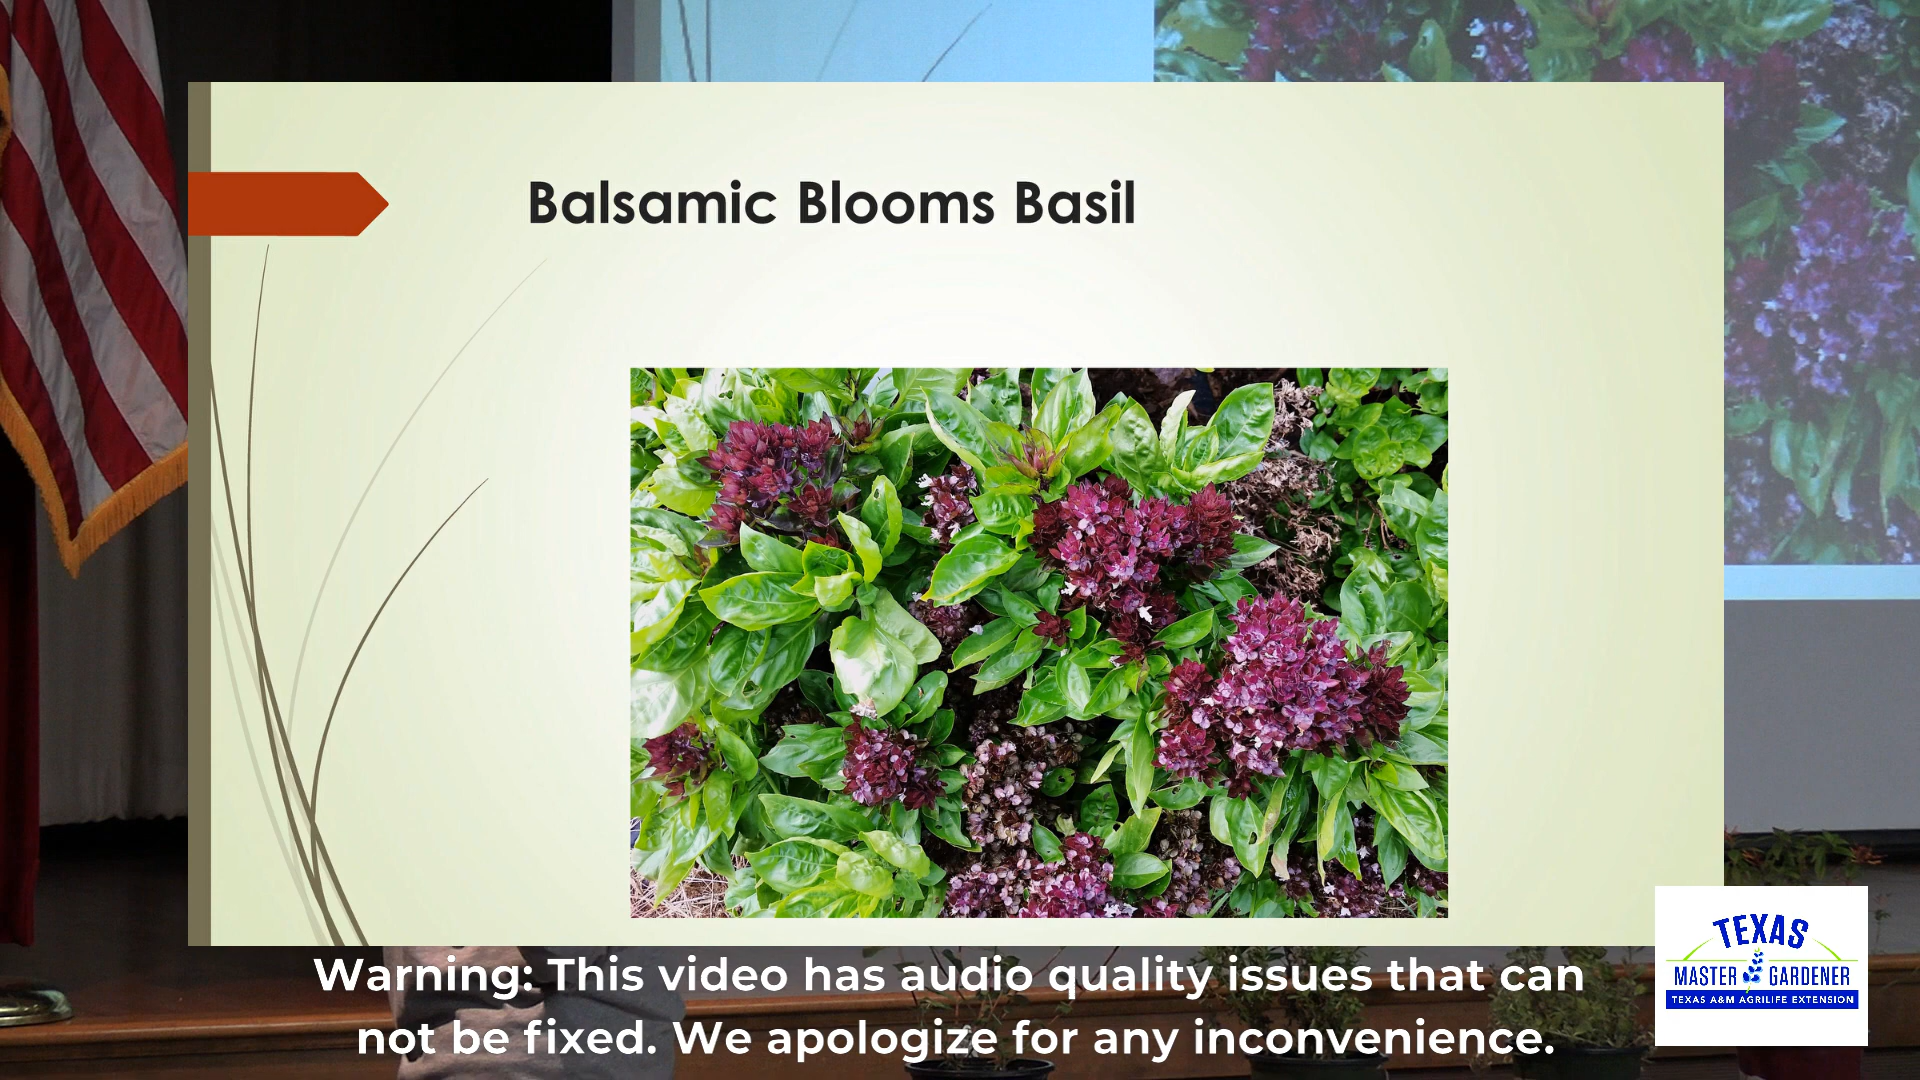 Balsamic Blooms Basil
Warning: This video has audio quality issues that can
not be fixed. We apologize for any inconvenience.
TEXAS
MASTER GARDENER
TEXAS A&M AGRILIFE EXTENSION